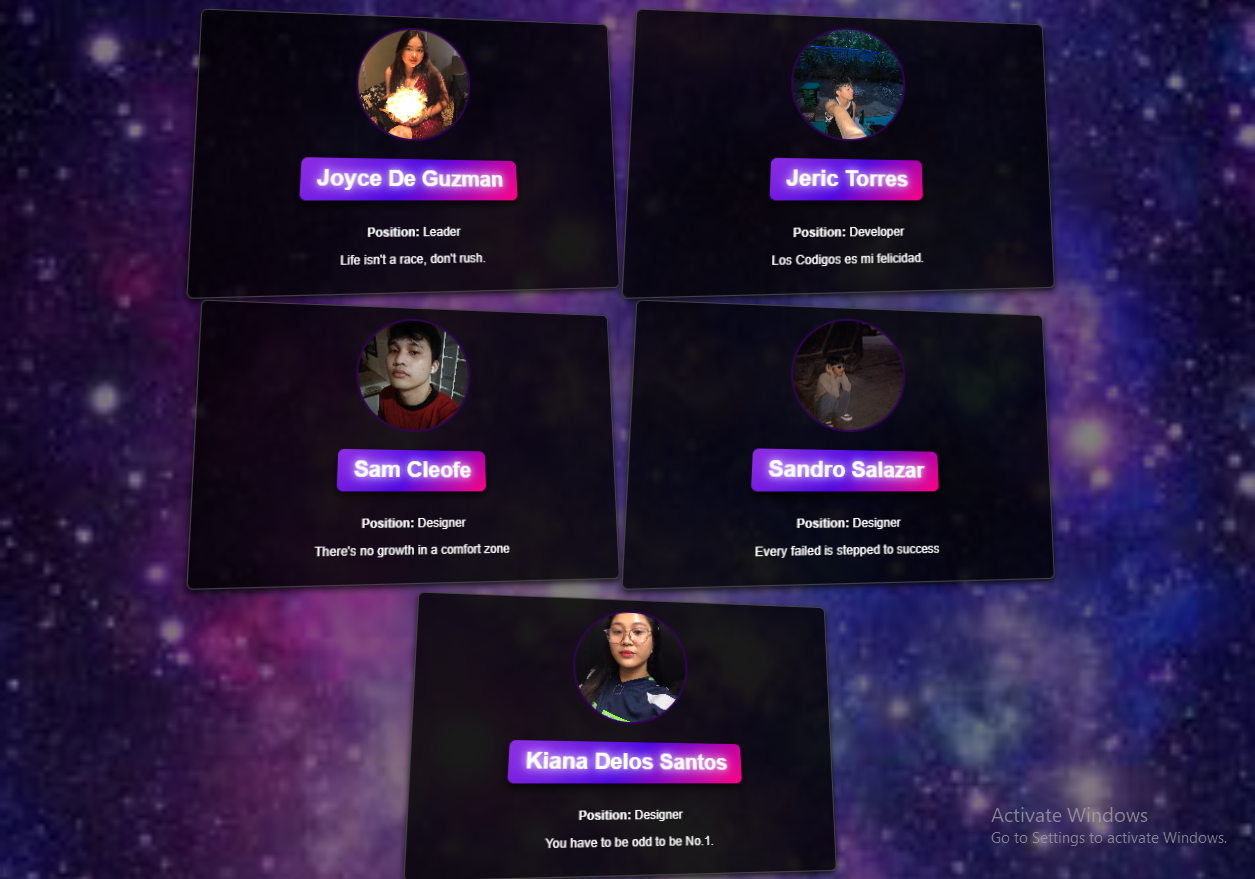 Joyce De Guzman
Position: Leader
Life isn't a race, don't rush.
Jeric Torres
Position: Developer
Los Codigos es mi felicidad.
Sam Cleofe
Position: Designer
There's no growth in a comfort zone
Sandro Salazar
Position: Designer
Every failed is stepped to success
Kiana Delos Santos
Position: Designer
You have to be odd to be No.1.
Activate Windows
Go to Settings to activate Windows.